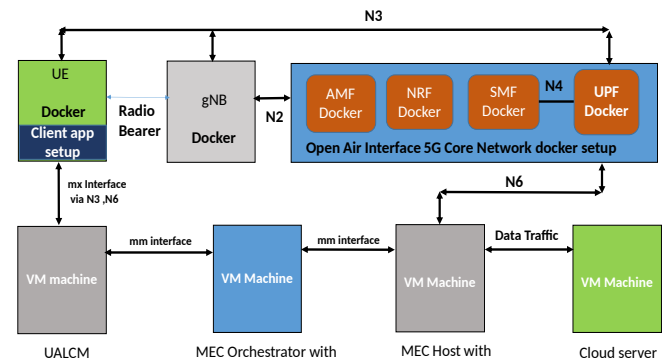 N3
UE
Docker
Client app
setup
Radio
Bearer
gNB
Docker
N2
AMF
Docker
NRF
Docker
SMF
Docker
N4
UPF
Docker
Open Air Interface 5G Core Network docker setup
mx Interface
via N3 ,N6
N6
VM machine
mm interface
VM Machine
mm interface
VM Machine
Data Traffic
VM Machine
UALCM
MEC Orchestrator with
MEC Host with
Cloud server